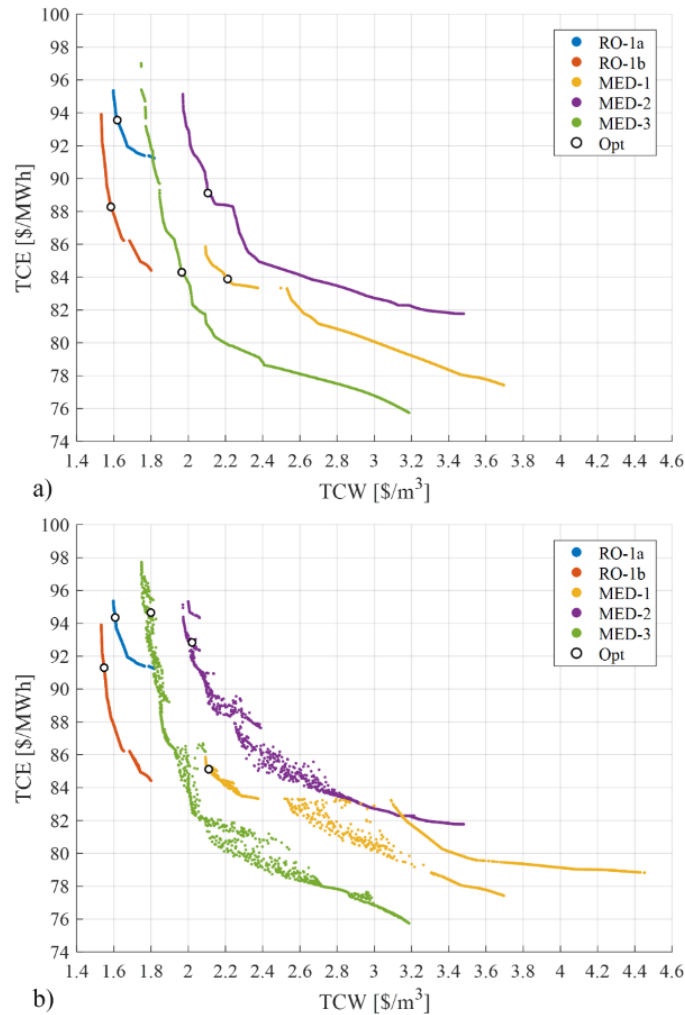 100
98
96
94
92
90
88
86
84
82
80
78
76
74
TCE [$/MWh]
RO-1a
RO-1b
MED-1
MED-2
MED-3
Opt
1.4 1.6 1.8 2 2.2 2.4 2.6 2.8 3 3.2 3.4 3.6 3.8 4 4.2 4.4 4.6
TCW [$/m³]
a)
100
98
96
94
92
90
88
86
84
82
80
78
76
74
TCE [$/MWh]
RO-1a
RO-1b
MED-1
MED-2
MED-3
Opt
1.4 1.6 1.8 2 2.2 2.4 2.6 2.8 3 3.2 3.4 3.6 3.8 4 4.2 4.4 4.6
TCW [$/m³]
b)